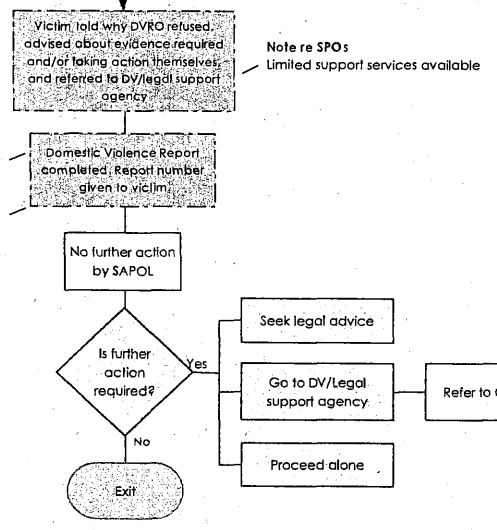 Victim told why DVRO refused,
advised about evidence required
and/or taking action themselves,
and referred to DV/legal support
agency
Note re SPOs
Limited support services available
Domestic Violence Report
completed. Report number
given to victim.
No further action
by SAPOL
Is further
action
required?
Yes
No
Exit
Seek legal advice
Go to DV/Legal
support agency
Refer to
Proceed alone